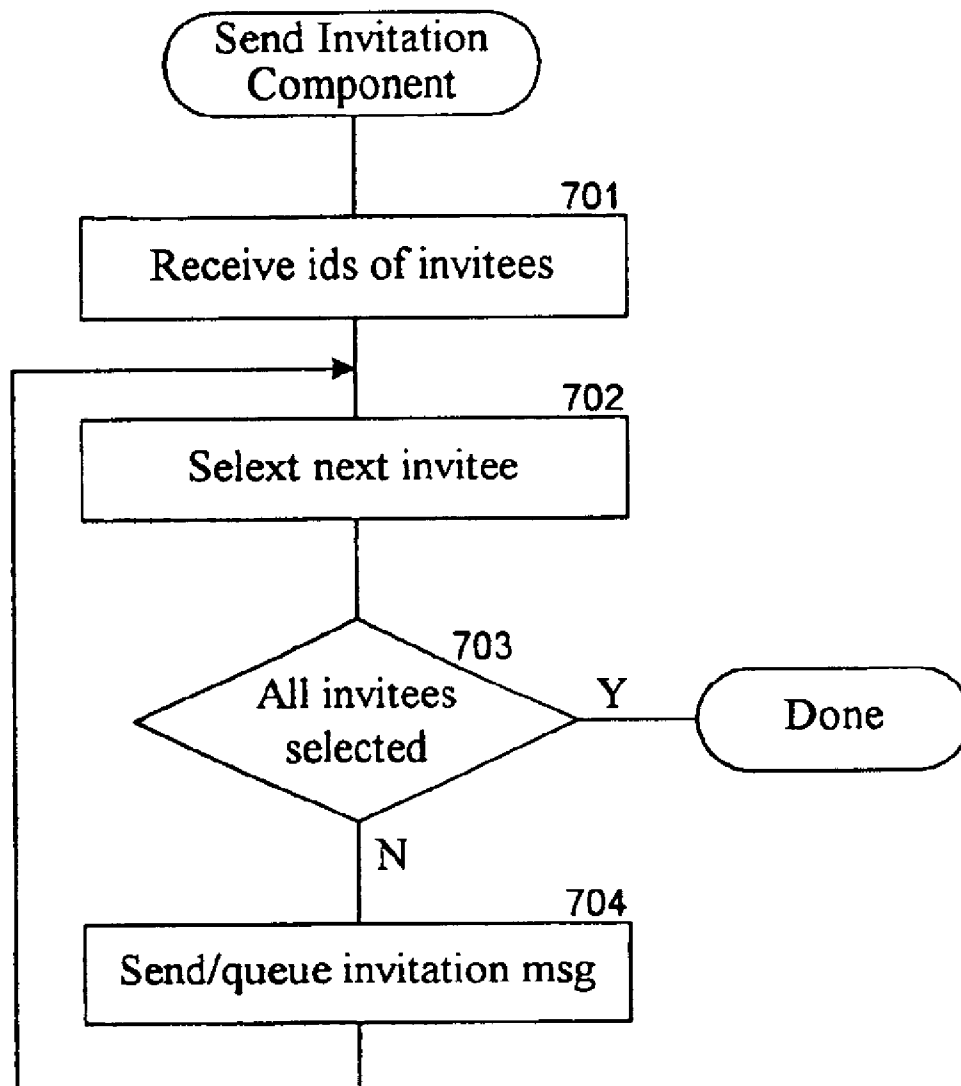 Send Invitation
Component
701
Receive ids of invitees
702
Selext next invitee
703
All invitees
selected
Y
Done
N
704
Send/queue invitation msg